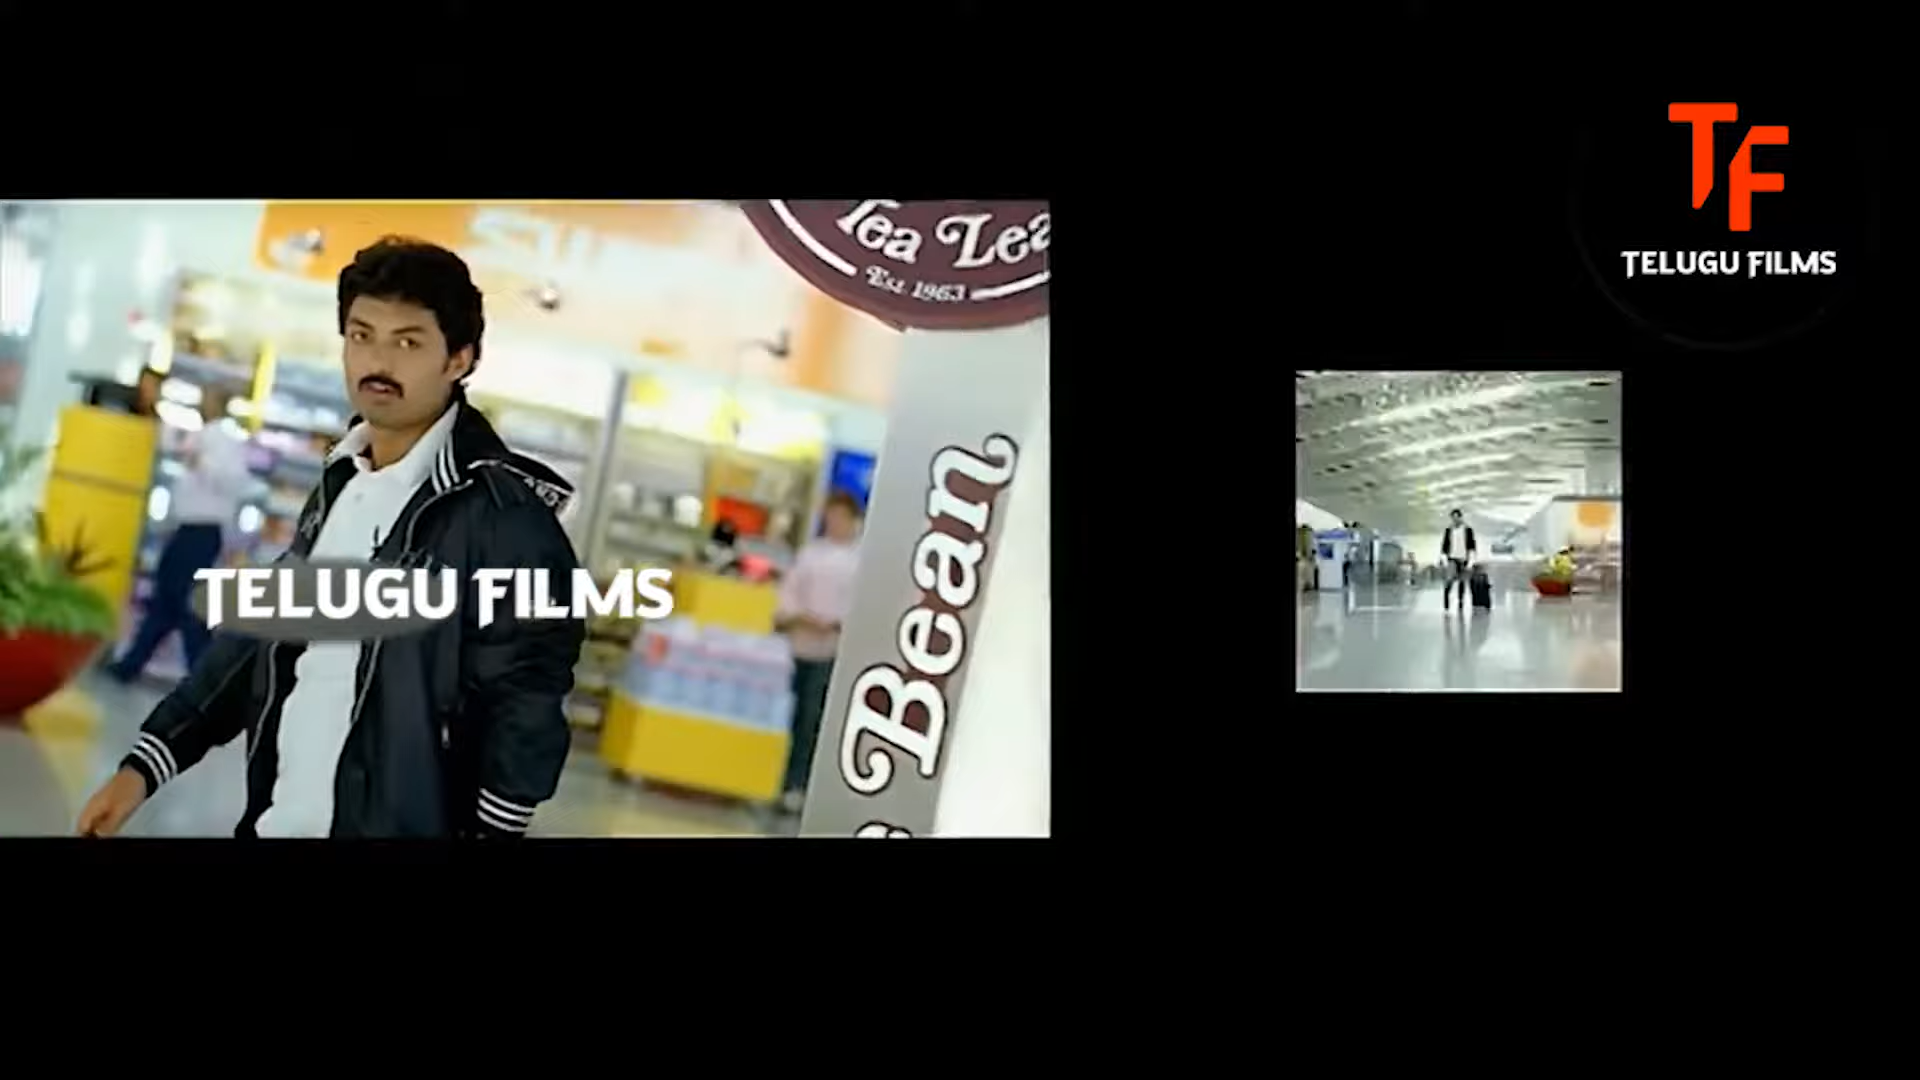 TF
TELUGU FILMS
Tea Lea
Est. 1963
Bean
TELUGU FILMS